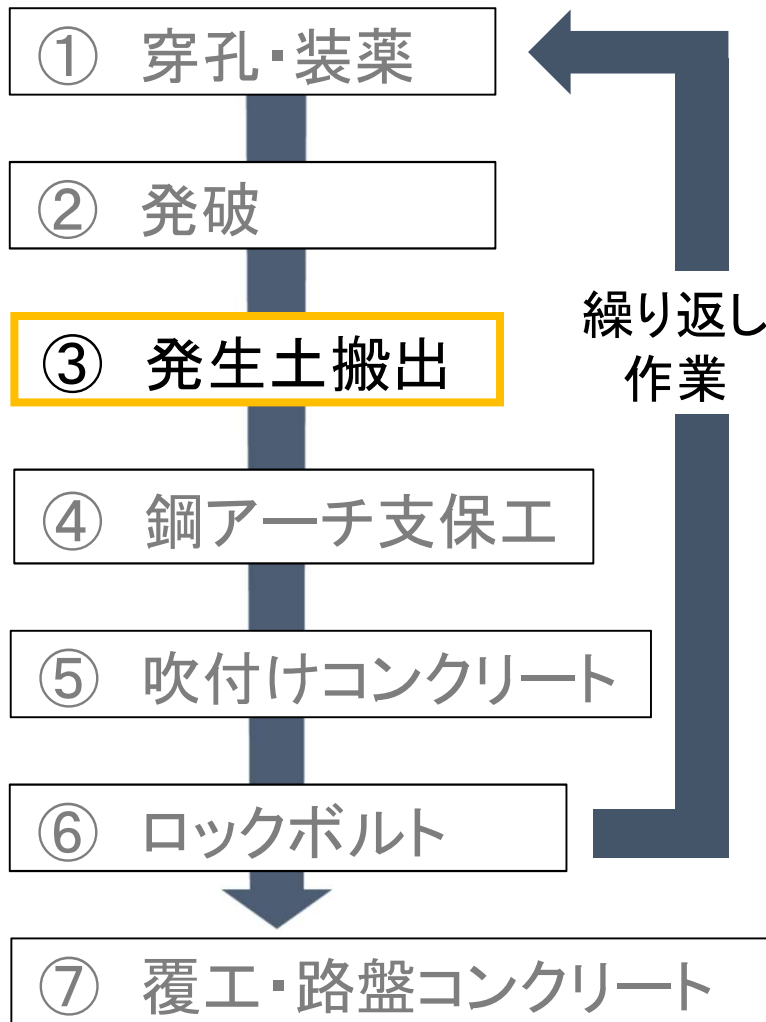 ① 穿孔・装薬
② 発破
③ 発生土搬出
繰り返し
作業
④ 鋼アーチ支保工
⑤ 吹付けコンクリート
⑥ ロックボルト
⑦ 覆工・路盤コンクリート